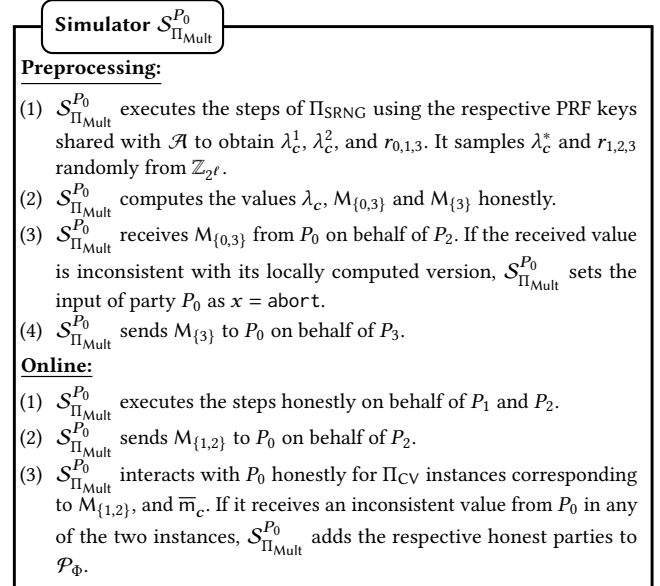 Simulator 𝒮^{P_0}_{Π_Mult}
Preprocessing:
(1) 𝒮^{P_0}_{Π_Mult} executes the steps of Π_SRNG using the respective PRF keys
shared with 𝒜 to obtain λ_c^1, λ_c^2, and r_{0,1,3}. It samples λ_c^* and r_{1,2,3}
randomly from ℤ_{2^ℓ}.
(2) 𝒮^{P_0}_{Π_Mult} computes the values λ_c, M_{{0,3}} and M_{{3}} honestly.
(3) 𝒮^{P_0}_{Π_Mult} receives M_{{0,3}} from P_0 on behalf of P_2. If the received value
is inconsistent with its locally computed version, 𝒮^{P_0}_{Π_Mult} sets the
input of party P_0 as x = abort.
(4) 𝒮^{P_0}_{Π_Mult} sends M_{{3}} to P_0 on behalf of P_3.
Online:
(1) 𝒮^{P_0}_{Π_Mult} executes the steps honestly on behalf of P_1 and P_2.
(2) 𝒮^{P_0}_{Π_Mult} sends M_{{1,2}} to P_0 on behalf of P_2.
(3) 𝒮^{P_0}_{Π_Mult} interacts with P_0 honestly for Π_CV instances corresponding
to M_{{1,2}}, and m̅_c. If it receives an inconsistent value from P_0 in any
of the two instances, 𝒮^{P_0}_{Π_Mult} adds the respective honest parties to
𝒫_Φ.